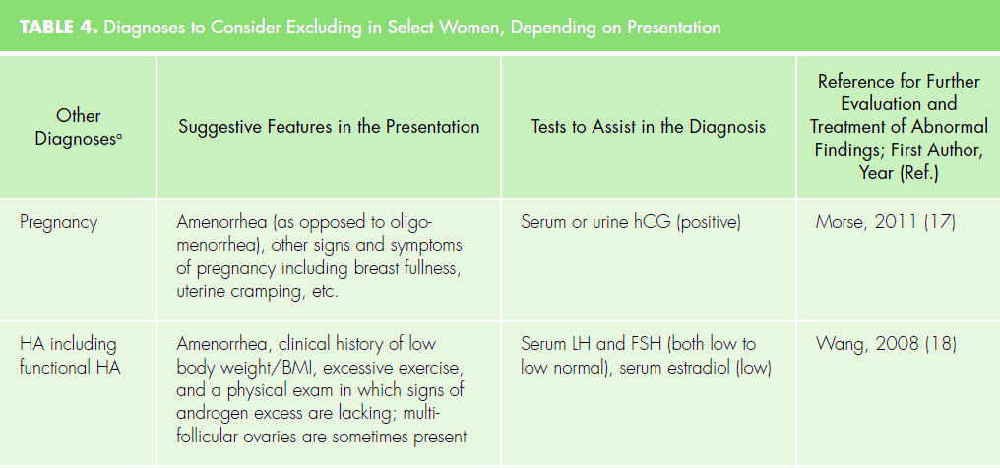 TABLE 4. Diagnoses to Consider Excluding in Select Women, Depending on Presentation
Other
Diagnosesᵃ
Suggestive Features in the Presentation
Tests to Assist in the Diagnosis
Reference for Further
Evaluation and
Treatment of Abnormal
Findings; First Author,
Year (Ref.)
Pregnancy
Amenorrhea (as opposed to oligo-
menorrhea), other signs and symptoms
of pregnancy including breast fullness,
uterine cramping, etc.
Serum or urine hCG (positive)
Morse, 2011 (17)
HA including
functional HA
Amenorrhea, clinical history of low
body weight/BMI, excessive exercise,
and a physical exam in which signs of
androgen excess are lacking; multi-
follicular ovaries are sometimes present
Serum LH and FSH (both low to
low normal), serum estradiol (low)
Wang, 2008 (18)